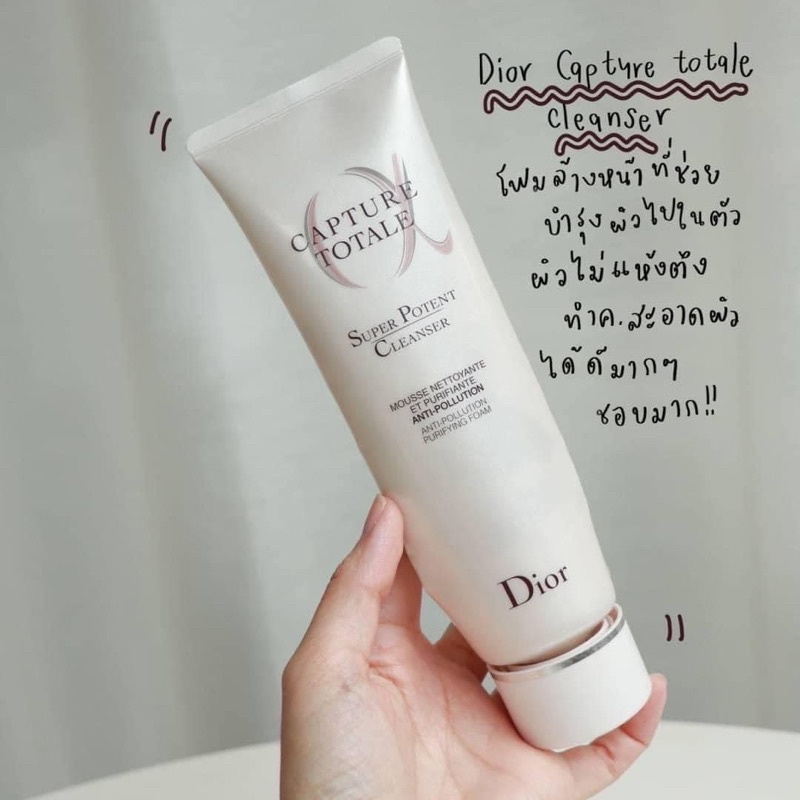 Dior Capture totale
cleanser
โฟมล้างหน้าที่ช่วย
บำรุงผิวไปในตัว
ผิวไม่แห้งตึง
ทำค.สะอาดผิว
ได้ดีมากๆ
ชอบมาก!!
CAPTURE
TOTALE
SUPER POTENT
CLEANSER
MOUSSE NETTOYANTE
ET PURIFIANTE
ANTI-POLLUTION
ANTI-POLLUTION
PURIFYING FOAM
Dior